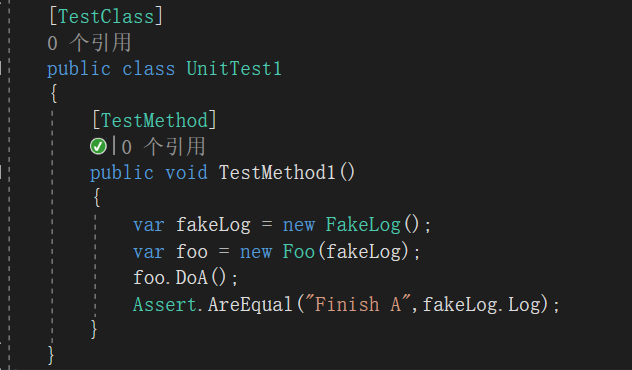 [TestClass]
0 个引用
public class UnitTest1
{
[TestMethod]
|0 个引用
public void TestMethod1()
{
var fakeLog = new FakeLog();
var foo = new Foo(fakeLog);
foo.DoA();
Assert.AreEqual("Finish A",fakeLog.Log);
}
}